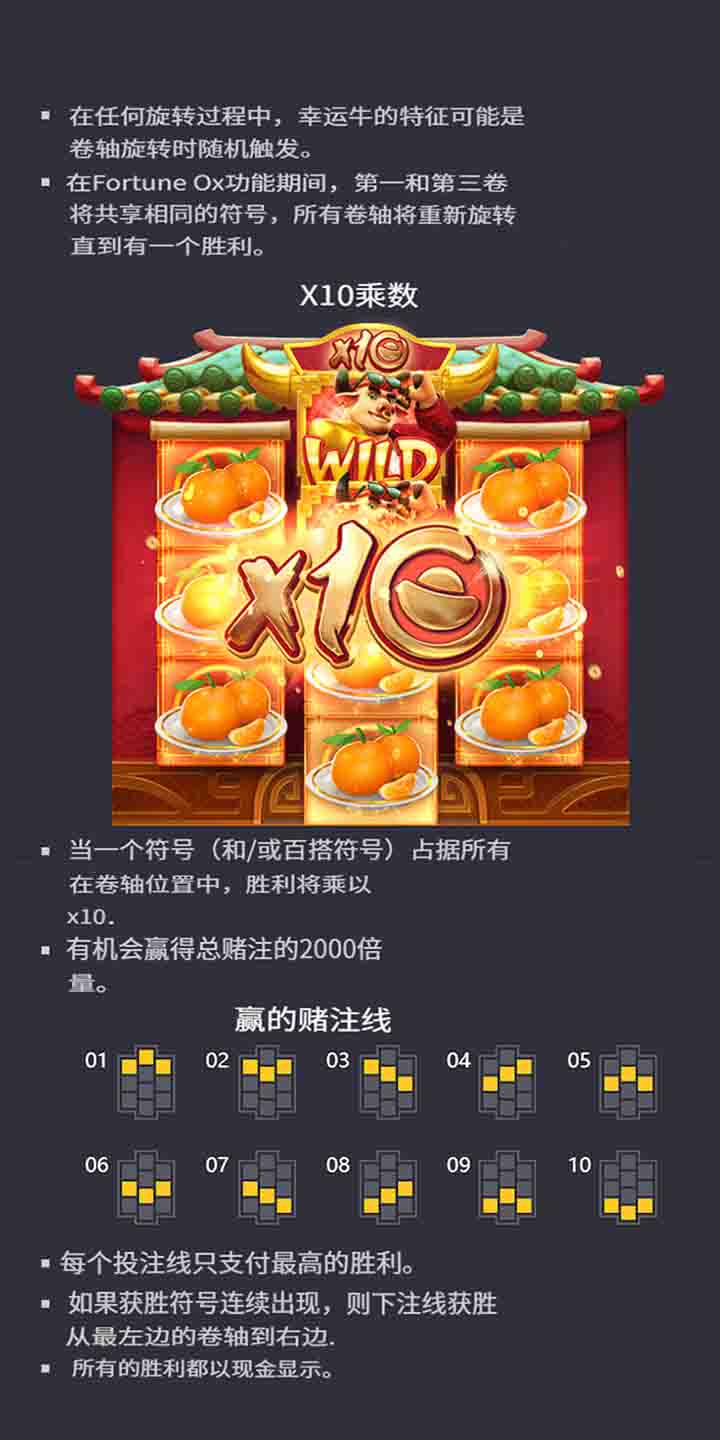 在任何旋转过程中，幸运牛的特征可能是
卷轴旋转时随机触发。
在Fortune Ox功能期间，第一和第三卷
将共享相同的符号，所有卷轴将重新旋转
直到有一个胜利。
X10乘数
x10
WILD
x10
当一个符号（和/或百搭符号）占据所有
在卷轴位置中，胜利将乘以
x10.
有机会赢得总赌注的2000倍
量。
赢的赌注线
01 02 03 04 05
06 07 08 09 10
每个投注线只支付最高的胜利。
如果获胜符号连续出现，则下注线获胜
从最左边的卷轴到右边.
所有的胜利都以现金显示。